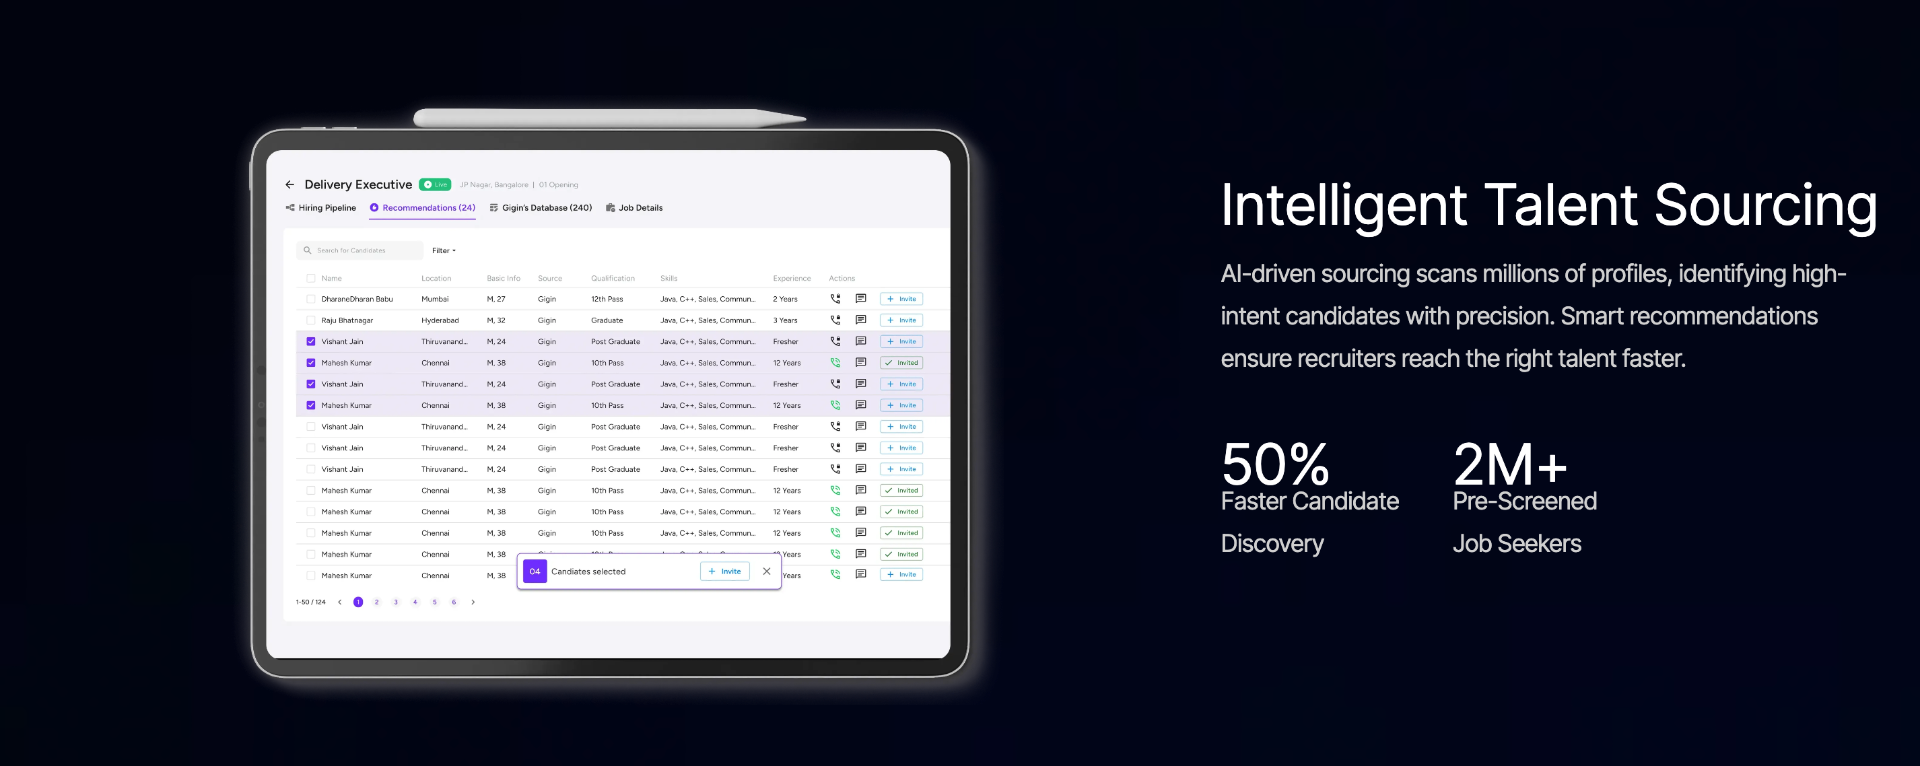 Delivery Executive Live JP Nagar, Bangalore | 01 Opening
Hiring Pipeline Recommendations (24) Gigin's Database (240) Job Details
Search for Candidates Filter
Name Location Basic Info Source Qualification Skills Experience Actions
DharaneDharan Babu Mumbai M, 27 Gigin 12th Pass Java, C++, Sales, Commun... 2 Years + Invite
Raju Bhatnagar Hyderabad M, 32 Gigin Graduate Java, C++, Sales, Commun... 3 Years + Invite
Vishant Jain Thiruvanand... M, 24 Gigin Post Graduate Java, C++, Sales, Commun... Fresher + Invite
Mahesh Kumar Chennai M, 38 Gigin 10th Pass Java, C++, Sales, Commun... 12 Years Invited
Vishant Jain Thiruvanand... M, 24 Gigin Post Graduate Java, C++, Sales, Commun... Fresher + Invite
Mahesh Kumar Chennai M, 38 Gigin 10th Pass Java, C++, Sales, Commun... 12 Years + Invite
Vishant Jain Thiruvanand... M, 24 Gigin Post Graduate Java, C++, Sales, Commun... Fresher + Invite
Vishant Jain Thiruvanand... M, 24 Gigin Post Graduate Java, C++, Sales, Commun... Fresher + Invite
Vishant Jain Thiruvanand... M, 24 Gigin Post Graduate Java, C++, Sales, Commun... Fresher + Invite
Mahesh Kumar Chennai M, 38 Gigin 10th Pass Java, C++, Sales, Commun... 12 Years Invited
Mahesh Kumar Chennai M, 38 Gigin 10th Pass Java, C++, Sales, Commun... 12 Years Invited
Mahesh Kumar Chennai M, 38 Gigin 10th Pass Java, C++, Sales, Commun... 12 Years Invited
Mahesh Kumar Chennai M, 38 Years Invited
Mahesh Kumar Chennai M, 38 Years + Invite
04 Candiates selected + Invite
1-50 / 124 1 2 3 4 5 6
Intelligent Talent Sourcing
AI-driven sourcing scans millions of profiles, identifying high-
intent candidates with precision. Smart recommendations
ensure recruiters reach the right talent faster.
50%
Faster Candidate
Discovery
2M+
Pre-Screened
Job Seekers